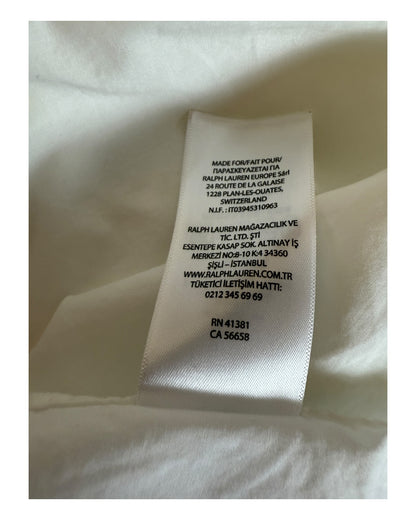 MADE FOR/FAIT POUR/
ΠΑΡΑΣΚΕΥΑΖΕΤΑΙ ΓΙΑ
RALPH LAUREN EUROPE Sàrl
24 ROUTE DE LA GALAISE
1228 PLAN-LES-OUATES,
SWITZERLAND
N.I.F. : IT03945310963
RALPH LAUREN MAĞAZACILIK VE
TİC. LTD. ŞTİ
ESENTEPE KASAP SOK. ALTINAY İŞ
MERKEZİ NO:8-10 K:4 34360
ŞİŞLİ – İSTANBUL
WWW.RALPHLAUREN.COM.TR
TÜKETİCİ İLETİŞİM HATTI:
0212 345 69 69
RN 41381
CA 56658